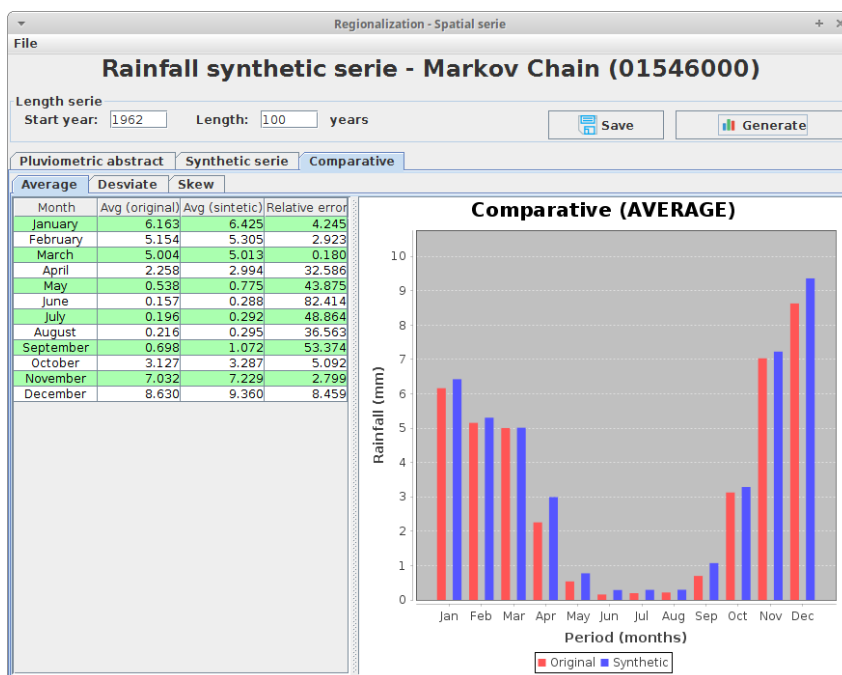 Regionalization - Spatial serie
File
Rainfall synthetic serie - Markov Chain (01546000)
Length serie
Start year: 1962 Length: 100 years Save Generate
Pluviometric abstract Synthetic serie Comparative
Average Desviate Skew
Month Avg (original) Avg (sintetic) Relative error
January 6.163 6.425 4.245
February 5.154 5.305 2.923
March 5.004 5.013 0.180
April 2.258 2.994 32.586
May 0.538 0.775 43.875
June 0.157 0.288 82.414
July 0.196 0.292 48.864
August 0.216 0.295 36.563
September 0.698 1.072 53.374
October 3.127 3.287 5.092
November 7.032 7.229 2.799
December 8.630 9.360 8.459
Comparative (AVERAGE)
Rainfall (mm)
10
9
8
7
6
5
4
3
2
1
0
Jan Feb Mar Apr May Jun Jul Aug Sep Oct Nov Dec
Period (months)
Original Synthetic